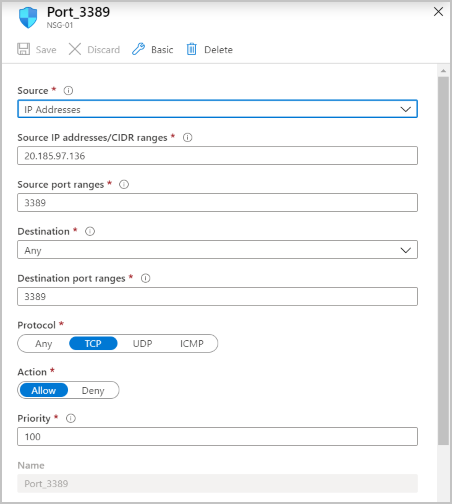 Port_3389
NSG-01
Save Discard Basic Delete
Source *
IP Addresses
Source IP addresses/CIDR ranges *
20.185.97.136
Source port ranges *
3389
Destination *
Any
Destination port ranges *
3389
Protocol *
Any TCP UDP ICMP
Action *
Allow Deny
Priority *
100
Name
Port_3389